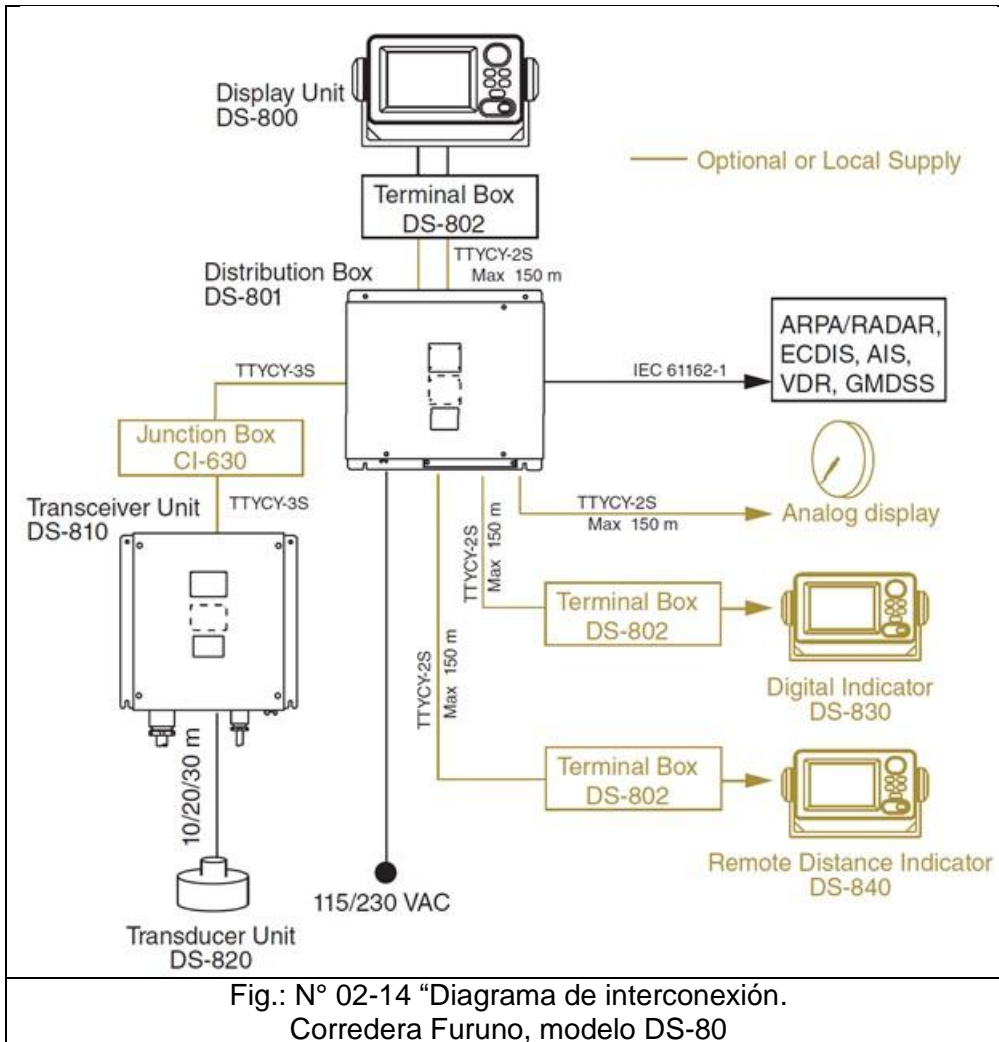 Display Unit
DS-800
Optional or Local Supply
Terminal Box
DS-802
TTYCY-2S
Max 150 m
Distribution Box
DS-801
ARPA/RADAR,
ECDIS, AIS,
VDR, GMDSS
IEC 61162-1
TTYCY-3S
Junction Box
CI-630
TTYCY-3S
Transceiver Unit
DS-810
TTYCY-2S
Max 150 m
Analog display
TTYCY-2S
Max 150 m
Terminal Box
DS-802
Digital Indicator
DS-830
TTYCY-2S
Max 150 m
Terminal Box
DS-802
Remote Distance Indicator
DS-840
10/20/30 m
115/230 VAC
Transducer Unit
DS-820
Fig.: N° 02-14 “Diagrama de interconexión.
Corredera Furuno, modelo DS-80